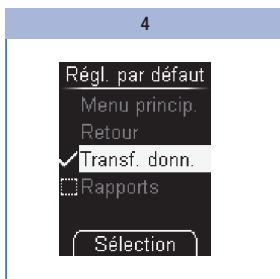 4
Régl. par défaut
Menu princip.
Retour
Transf. donn.
Rapports
Sélection